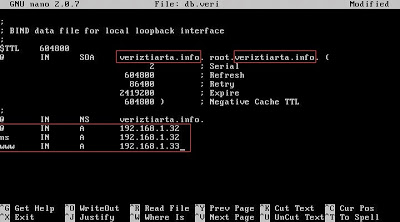 GNU nano 2.0.7 File: db.veri Modified
;
; BIND data file for local loopback interface
;
$TTL 604800
@ IN SOA veriztiarta.info. root.veriztiarta.info. (
2 ; Serial
604800 ; Refresh
86400 ; Retry
2419200 ; Expire
604800 ) ; Negative Cache TTL
;
@ IN NS veriztiarta.info.
@ IN A 192.168.1.32
ns IN A 192.168.1.32
www IN A 192.168.1.33_
^G Get Help ^O WriteOut ^R Read File ^Y Prev Page ^K Cut Text ^C Cur Pos
^X Exit ^J Justify ^W Where Is ^V Next Page ^U UnCut Text ^T To Spell